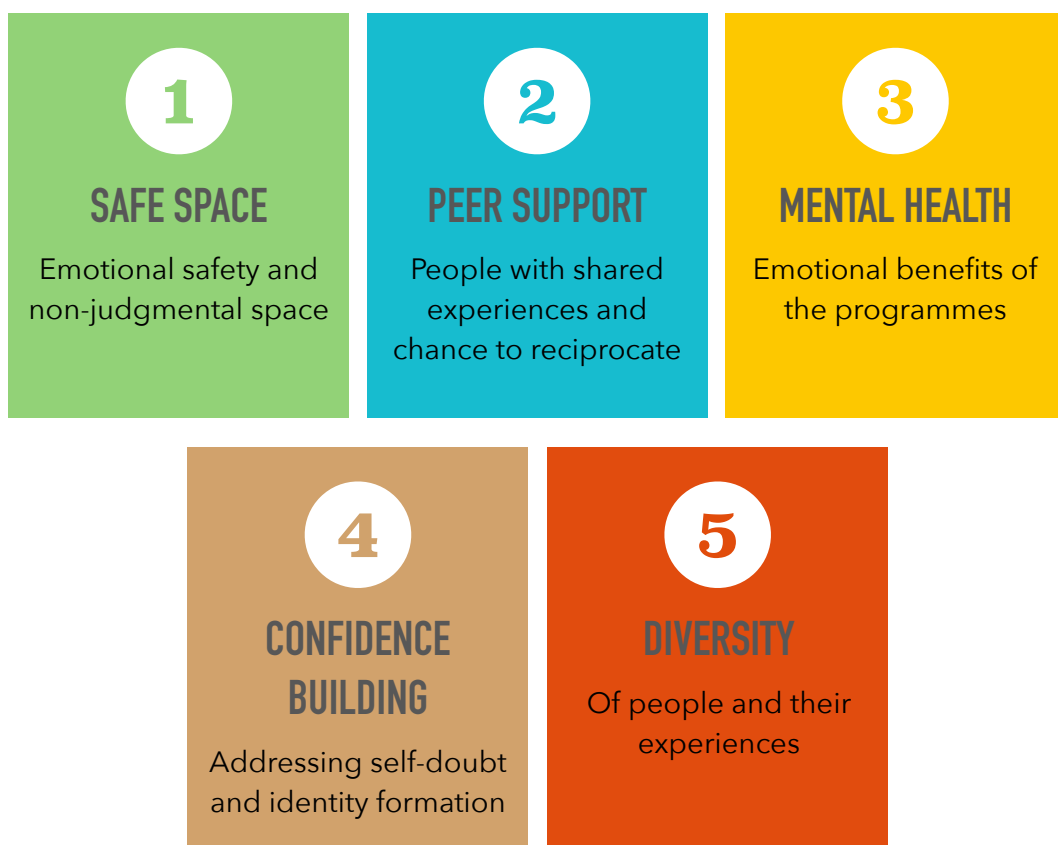 1
SAFE SPACE
Emotional safety and
non-judgmental space
2
PEER SUPPORT
People with shared
experiences and
chance to reciprocate
3
MENTAL HEALTH
Emotional benefits of
the programmes
4
CONFIDENCE
BUILDING
Addressing self-doubt
and identity formation
5
DIVERSITY
Of people and their
experiences